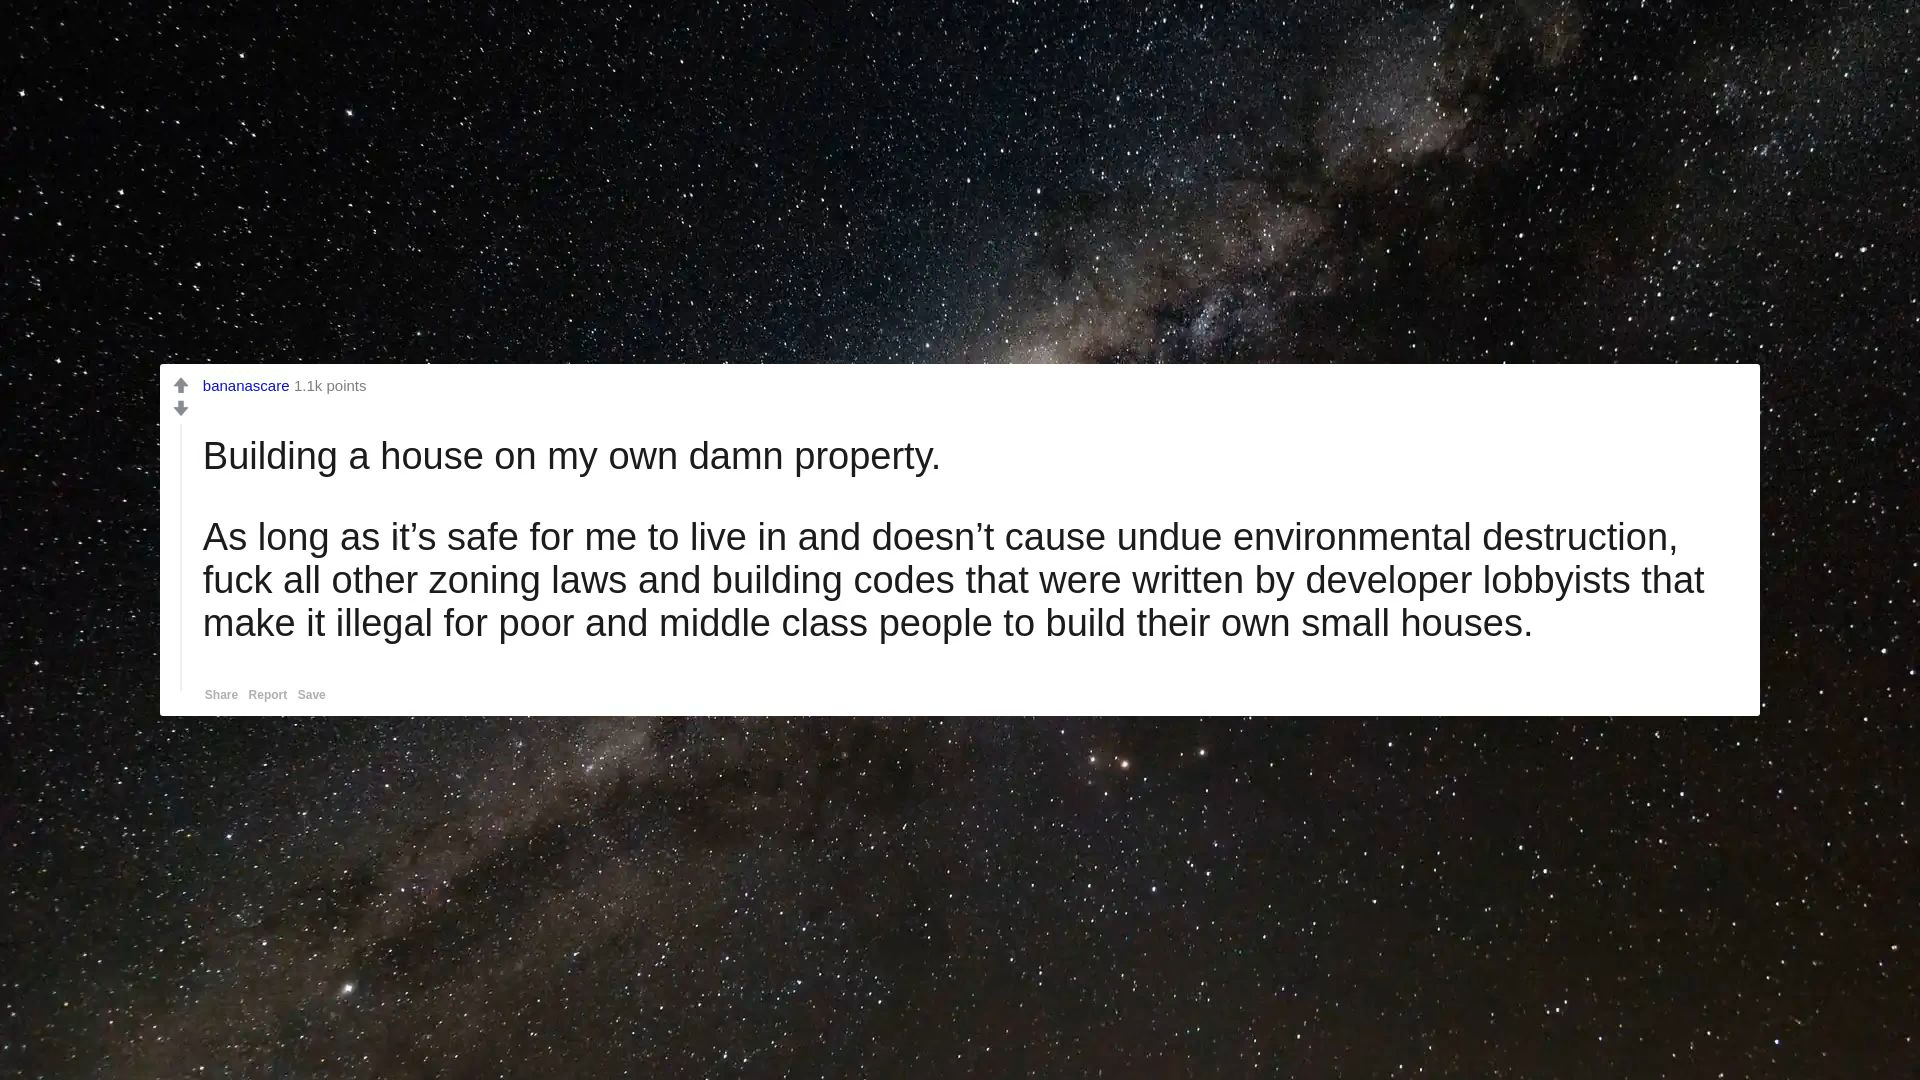 bananascare 1.1k points
Building a house on my own damn property.
As long as it’s safe for me to live in and doesn’t cause undue environmental destruction,
fuck all other zoning laws and building codes that were written by developer lobbyists that
make it illegal for poor and middle class people to build their own small houses.
Share Report Save